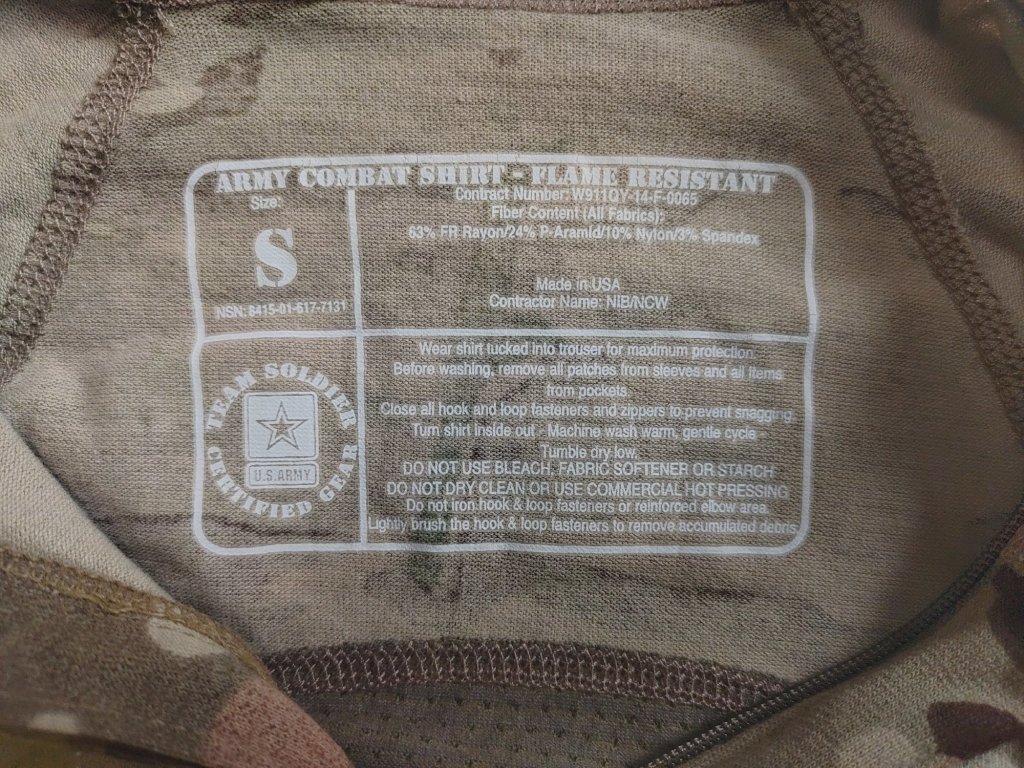 ARMY COMBAT SHIRT - FLAME RESISTANT
Size:
S
NSN: 8415-01-617-7131
Contract Number: W911QY-14-F-0065
Fiber Content (All Fabrics):
63% FR Rayon/24% P-Aramid/10% Nylon/3% Spandex
Made in USA
Contractor Name: NIB/NCW
TEAM SOLDIER
U.S.ARMY
CERTIFIED GEAR
Wear shirt tucked into trouser for maximum protection.
Before washing, remove all patches from sleeves and all items
from pockets.
Close all hook and loop fasteners and zippers to prevent snagging.
Turn shirt inside out - Machine wash warm, gentle cycle -
Tumble dry low.
DO NOT USE BLEACH, FABRIC SOFTENER OR STARCH
DO NOT DRY CLEAN OR USE COMMERCIAL HOT PRESSING
Do not iron hook & loop fasteners or reinforced elbow area.
Lightly brush the hook & loop fasteners to remove accumulated debris